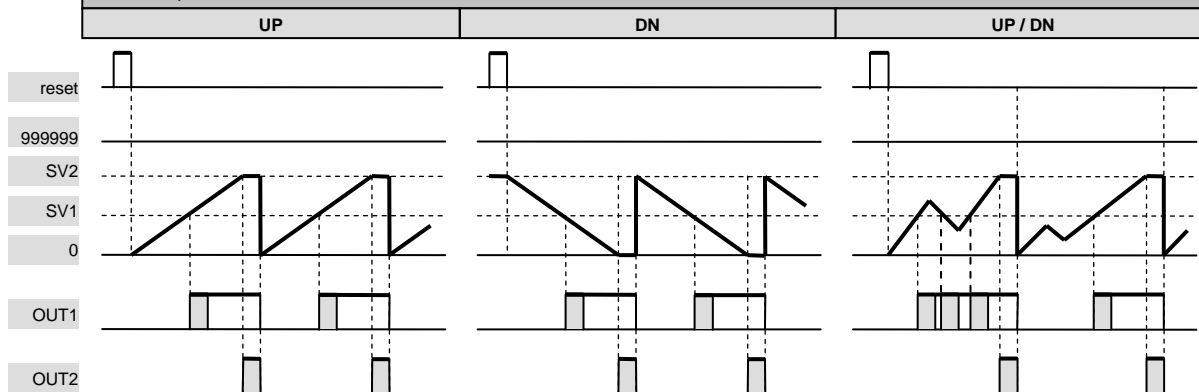 UP DN UP / DN
reset
999999
SV2
SV1
0
OUT1
OUT2